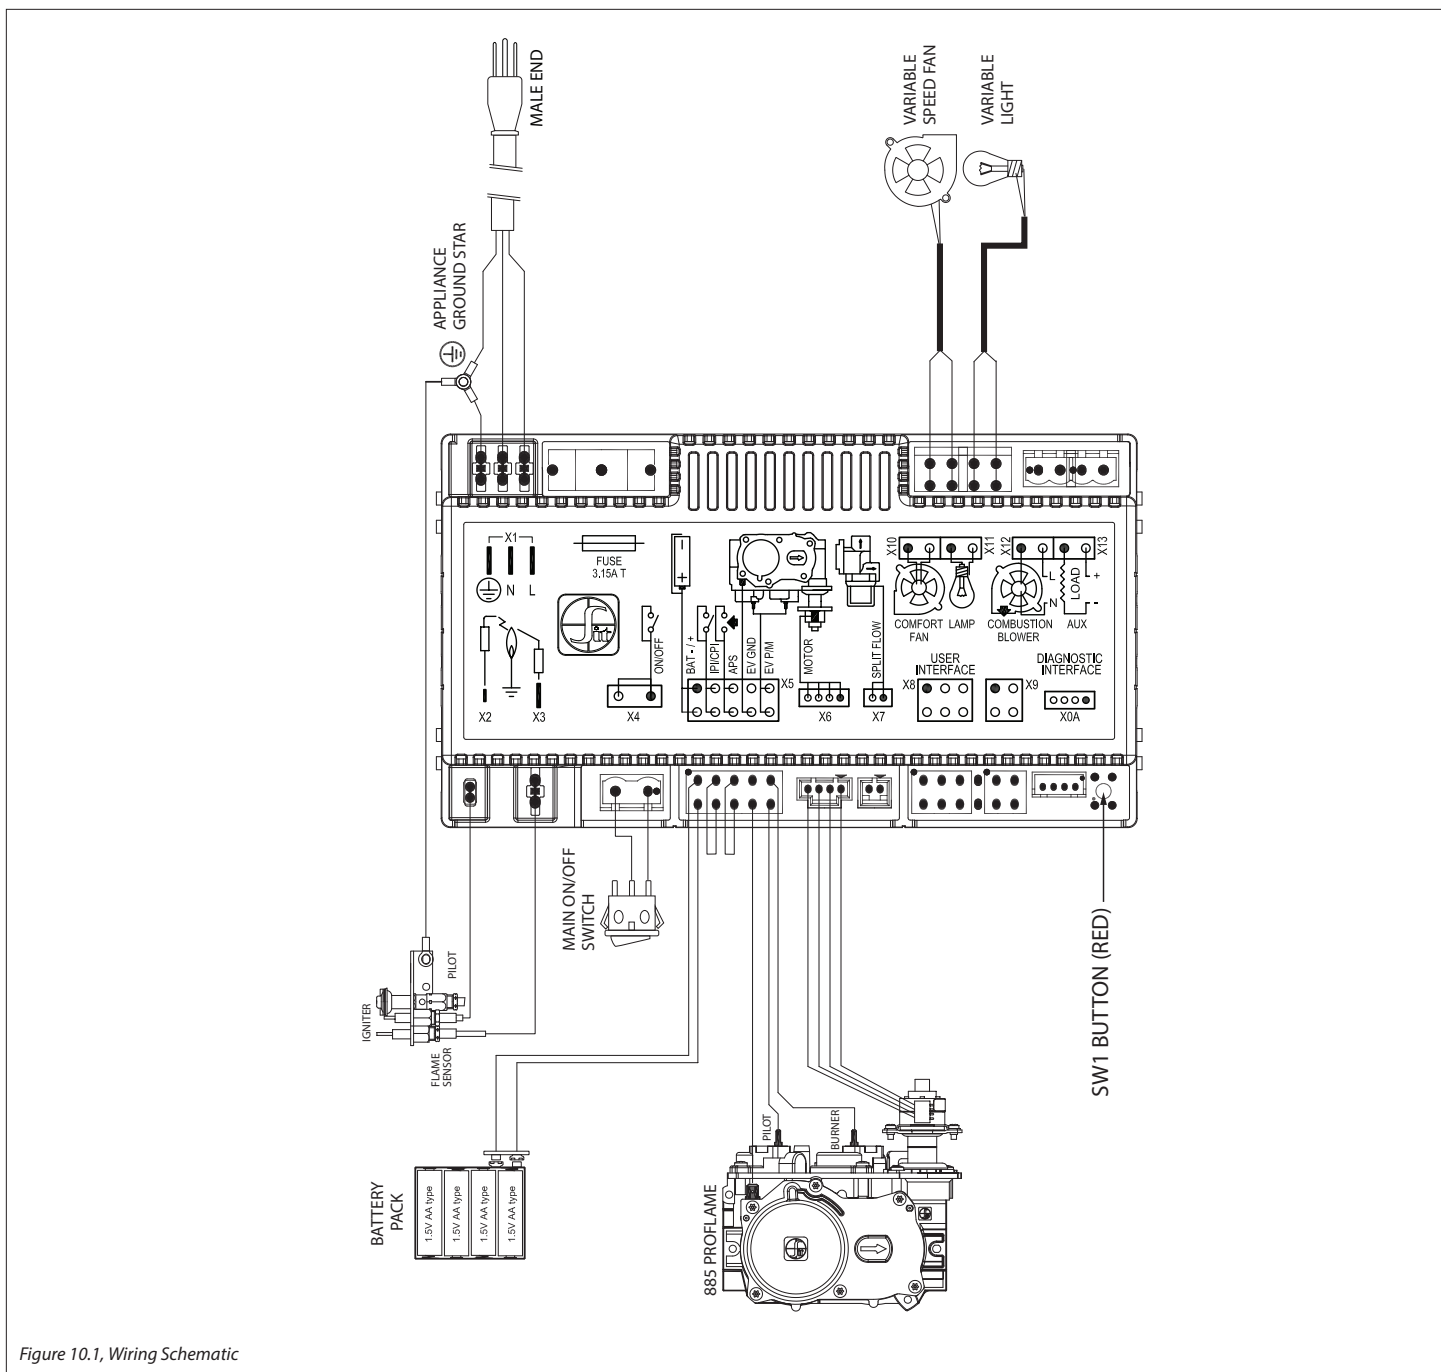 MALE END
VARIABLE
SPEED FAN
VARIABLE
LIGHT
APPLIANCE
GROUND STAR
X1
N
L
FUSE
3,15A T
Sit
X2
X3
ON/OFF
X4
-
+
BAT - / +
IPI/CPI
APS
EV GND
EV P/M
X5
MOTOR
X6
SPLIT FLOW
X7
X10
X11
X12
X13
COMFORT
FAN
LAMP
L
N
COMBUSTION
BLOWER
LOAD
+
-
AUX
USER
INTERFACE
X8
X9
DIAGNOSTIC
INTERFACE
X0A
MAIN ON/OFF
SWITCH
IGNITER
PILOT
FLAME
SENSOR
SW1 BUTTON (RED)
BATTERY
PACK
1.5V AA type
1.5V AA type
1.5V AA type
1.5V AA type
PILOT
BURNER
885 PROFLAME
Figure 10.1, Wiring Schematic